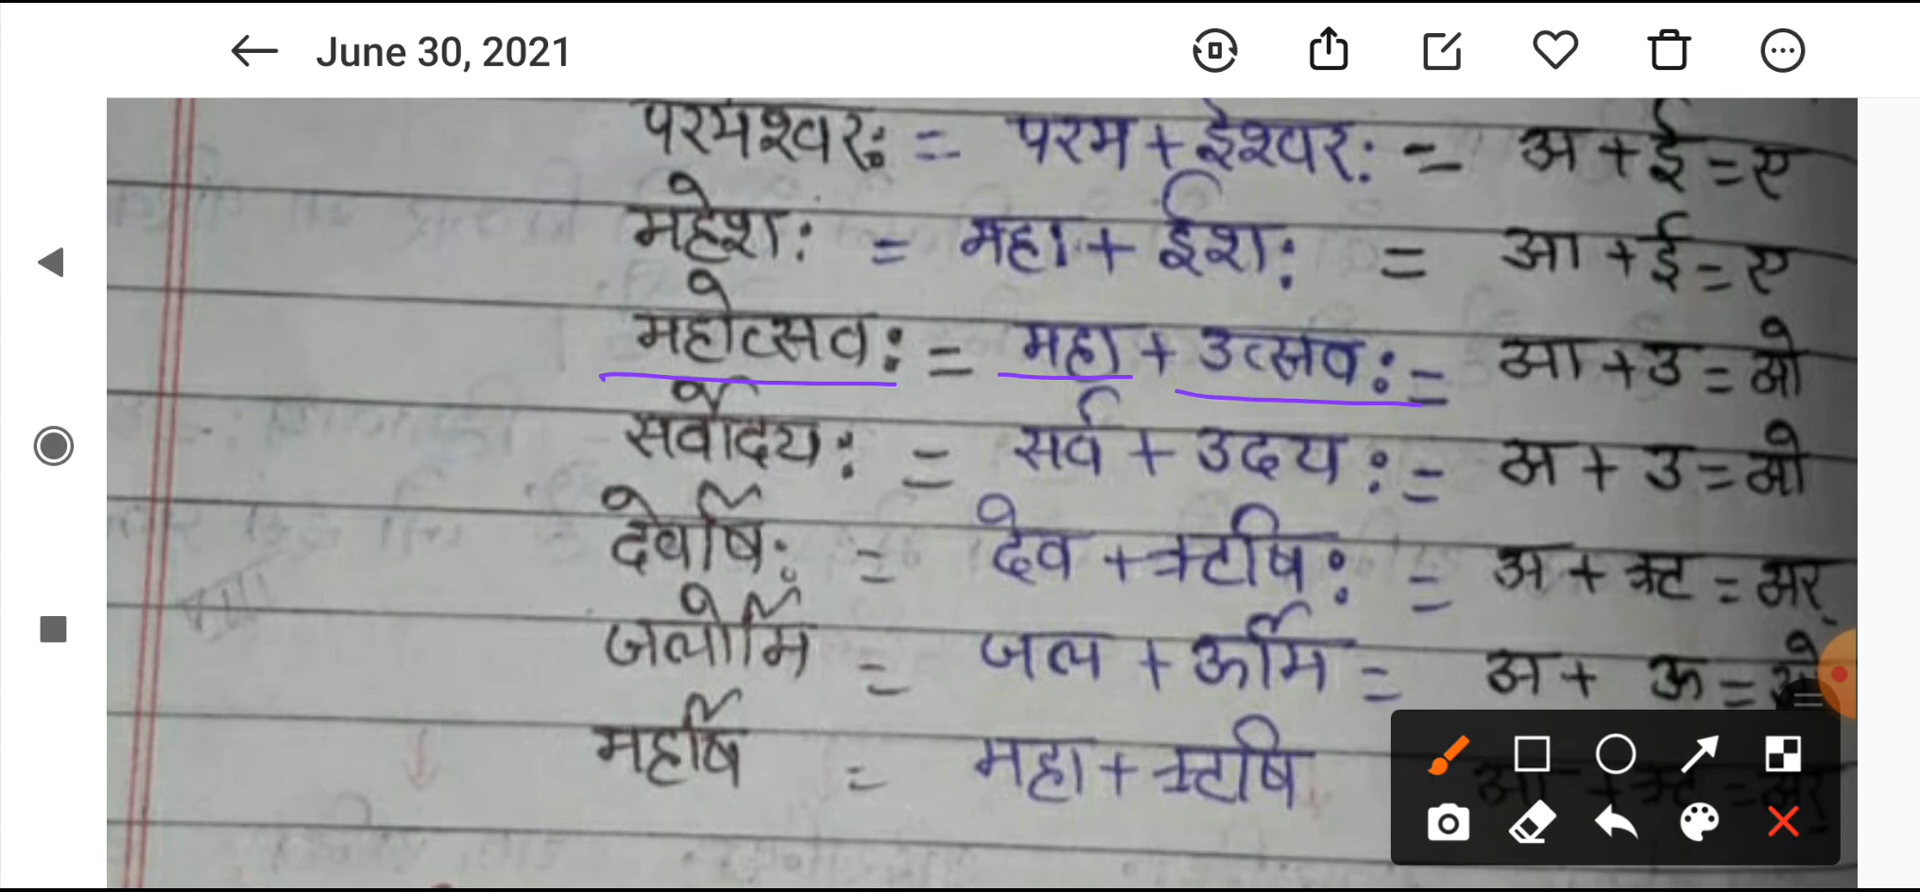 June 30, 2021
परमेश्वर: = परम + ईश्वर: = अ + ई = ए
महेश: = महा + ईश: = आ + ई = ए
महोत्सव: = महा + उत्सव: = आ + उ = ओ
सर्वोदय: = सर्व + उदय: = अ + उ = ओ
देवर्षि: = देव + ऋषि: = अ + ऋ = अर्
जलोर्मि = जल + ऊर्मि = अ + ऊ = ओ
महर्षि = महा + ऋषि आ + ऋ = अर्